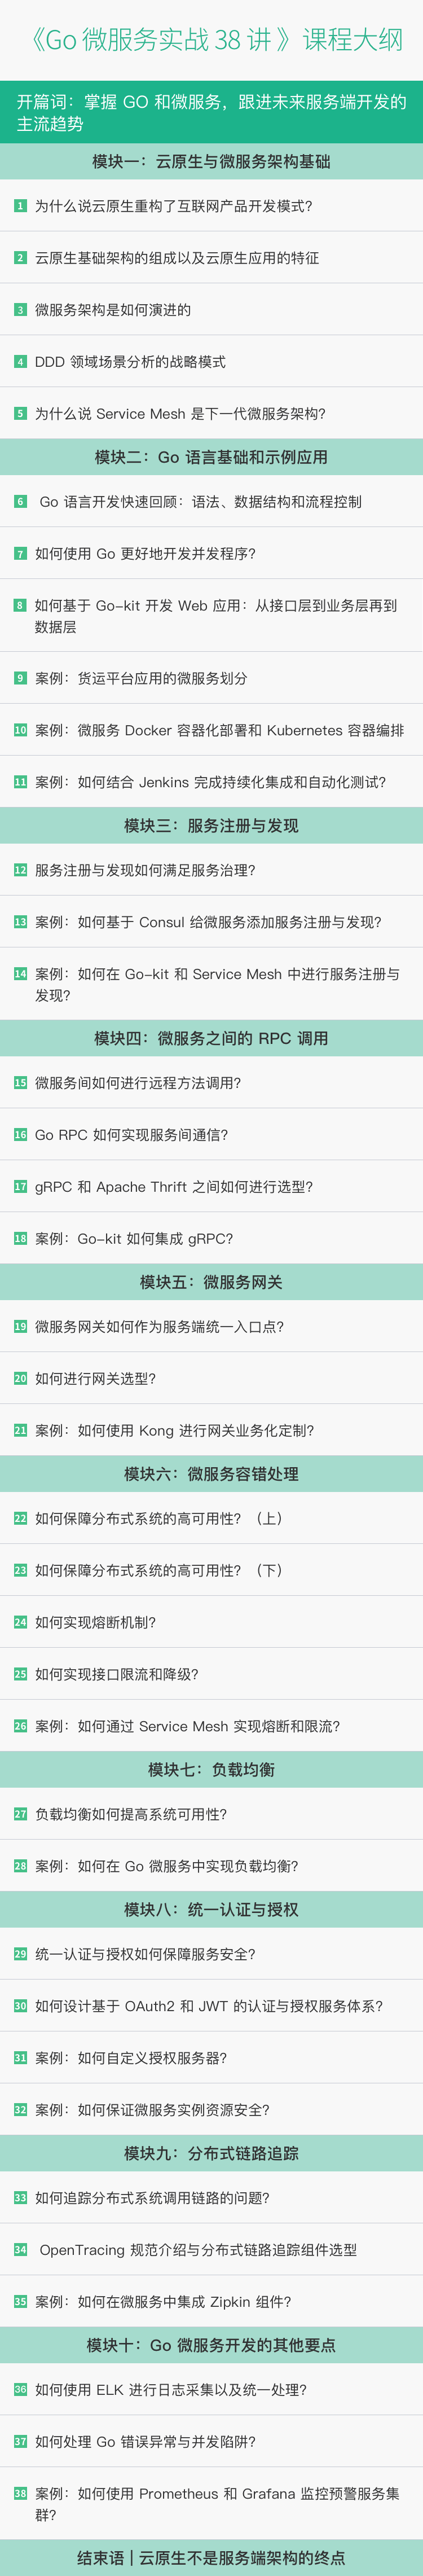 《Go 微服务实战 38 讲 》课程大纲
开篇词：掌握 GO 和微服务，跟进未来服务端开发的
主流趋势
模块一：云原生与微服务架构基础
1 为什么说云原生重构了互联网产品开发模式？
2 云原生基础架构的组成以及云原生应用的特征
3 微服务架构是如何演进的
4 DDD 领域场景分析的战略模式
5 为什么说 Service Mesh 是下一代微服务架构？
模块二：Go 语言基础和示例应用
6 Go 语言开发快速回顾：语法、数据结构和流程控制
7 如何使用 Go 更好地开发并发程序？
8 如何基于 Go-kit 开发 Web 应用：从接口层到业务层再到
数据层
9 案例：货运平台应用的微服务划分
10 案例：微服务 Docker 容器化部署和 Kubernetes 容器编排
11 案例：如何结合 Jenkins 完成持续化集成和自动化测试？
模块三：服务注册与发现
12 服务注册与发现如何满足服务治理？
13 案例：如何基于 Consul 给微服务添加服务注册与发现？
14 案例：如何在 Go-kit 和 Service Mesh 中进行服务注册与
发现？
模块四：微服务之间的 RPC 调用
15 微服务间如何进行远程方法调用？
16 Go RPC 如何实现服务间通信？
17 gRPC 和 Apache Thrift 之间如何进行选型？
18 案例：Go-kit 如何集成 gRPC？
模块五：微服务网关
19 微服务网关如何作为服务端统一入口点？
20 如何进行网关选型？
21 案例：如何使用 Kong 进行网关业务化定制？
模块六：微服务容错处理
22 如何保障分布式系统的高可用性？（上）
23 如何保障分布式系统的高可用性？（下）
24 如何实现熔断机制？
25 如何实现接口限流和降级？
26 案例：如何通过 Service Mesh 实现熔断和限流？
模块七：负载均衡
27 负载均衡如何提高系统可用性？
28 案例：如何在 Go 微服务中实现负载均衡？
模块八：统一认证与授权
29 统一认证与授权如何保障服务安全？
30 如何设计基于 OAuth2 和 JWT 的认证与授权服务体系？
31 案例：如何自定义授权服务器？
32 案例：如何保证微服务实例资源安全？
模块九：分布式链路追踪
33 如何追踪分布式系统调用链路的问题？
34 OpenTracing 规范介绍与分布式链路追踪组件选型
35 案例：如何在微服务中集成 Zipkin 组件？
模块十：Go 微服务开发的其他要点
36 如何使用 ELK 进行日志采集以及统一处理？
37 如何处理 Go 错误异常与并发陷阱？
38 案例：如何使用 Prometheus 和 Grafana 监控预警服务集
群？
结束语 | 云原生不是服务端架构的终点